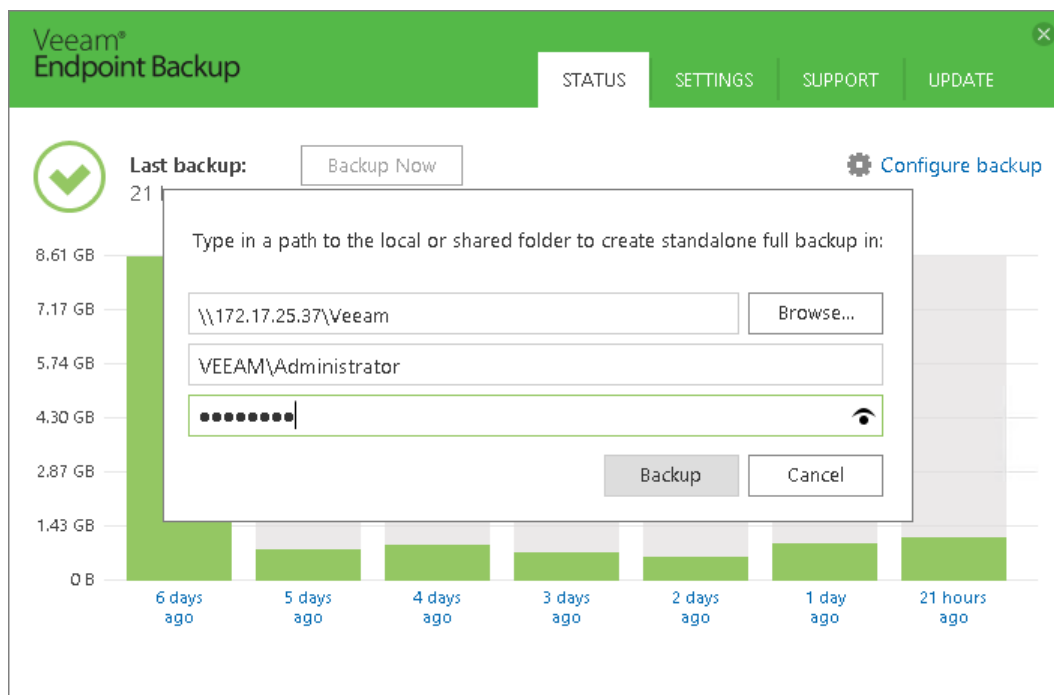 Veeam®
Endpoint Backup
STATUS
SETTINGS
SUPPORT
UPDATE
Last backup:
Backup Now
Configure backup
21
Type in a path to the local or shared folder to create standalone full backup in:
\\172.17.25.37\Veeam
Browse...
VEEAM\Administrator
●●●●●●●●
Backup
Cancel
8.61 GB
7.17 GB
5.74 GB
4.30 GB
2.87 GB
1.43 GB
0 B
6 days
ago
5 days
ago
4 days
ago
3 days
ago
2 days
ago
1 day
ago
21 hours
ago